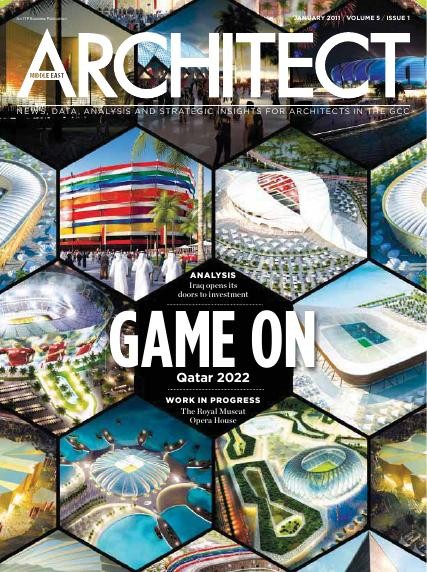 An ITP Business Publication
JANUARY 2011 / VOLUME 5 / ISSUE 1
ARCHITECT
MIDDLE EAST
NEWS, DATA, ANALYSIS AND STRATEGIC INSIGHTS FOR ARCHITECTS IN THE GCC
ANALYSIS
Iraq opens its
doors to investment
GAME ON
Qatar 2022
WORK IN PROGRESS
The Royal Muscat
Opera House